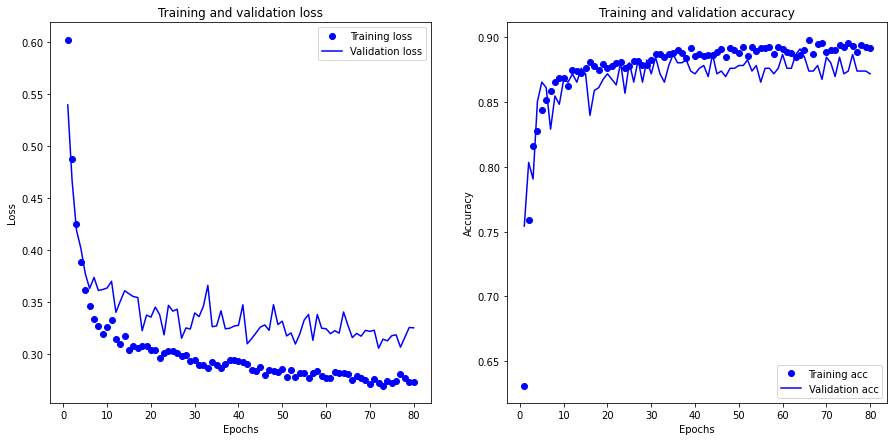 Training and validation loss
Training loss
Validation loss
0.60
0.55
0.50
0.45
0.40
0.35
0.30
Loss
0 10 20 30 40 50 60 70 80
Epochs
Training and validation accuracy
0.90
0.85
0.80
0.75
0.70
0.65
Accuracy
Training acc
Validation acc
0 10 20 30 40 50 60 70 80
Epochs